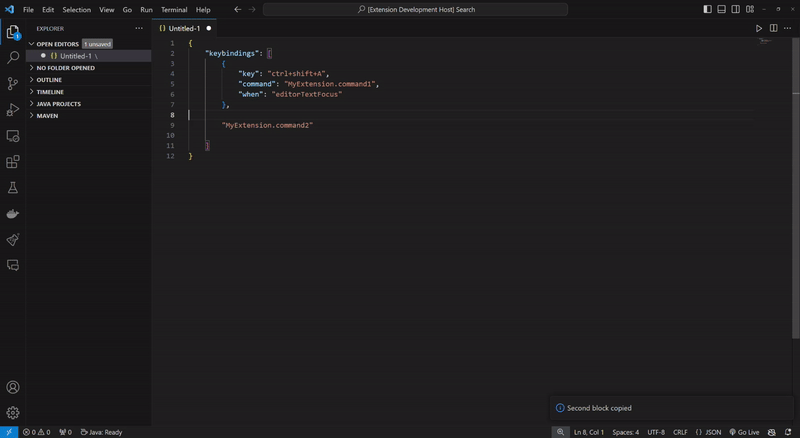 File Edit Selection View Go Run Terminal Help
[Extension Development Host] Search
EXPLORER
OPEN EDITORS 1 unsaved
{ } Untitled-1 \
NO FOLDER OPENED
OUTLINE
TIMELINE
JAVA PROJECTS
MAVEN
1
{ } Untitled-1
1 {
2 "keybindings": [
3 {
4 "key": "ctrl+shift+A",
5 "command": "MyExtension.command1",
6 "when": "editorTextFocus"
7 },
8
9 "MyExtension.command2"
10
11 ]
12 }
Second block copied
0 0 0 Java: Ready
Ln 8, Col 1 Spaces: 4 UTF-8 CRLF { } JSON Go Live